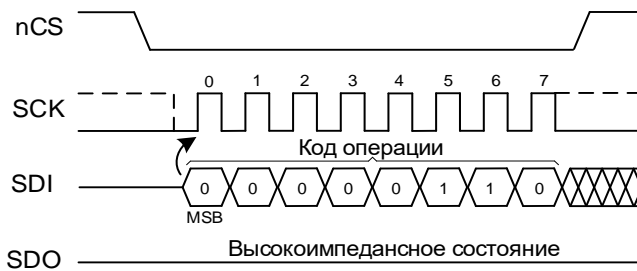 nCS
0 1 2 3 4 5 6 7
SCK
Код операции
SDI 0 0 0 0 0 1 1 0
MSB
Высокоимпедансное состояние
SDO